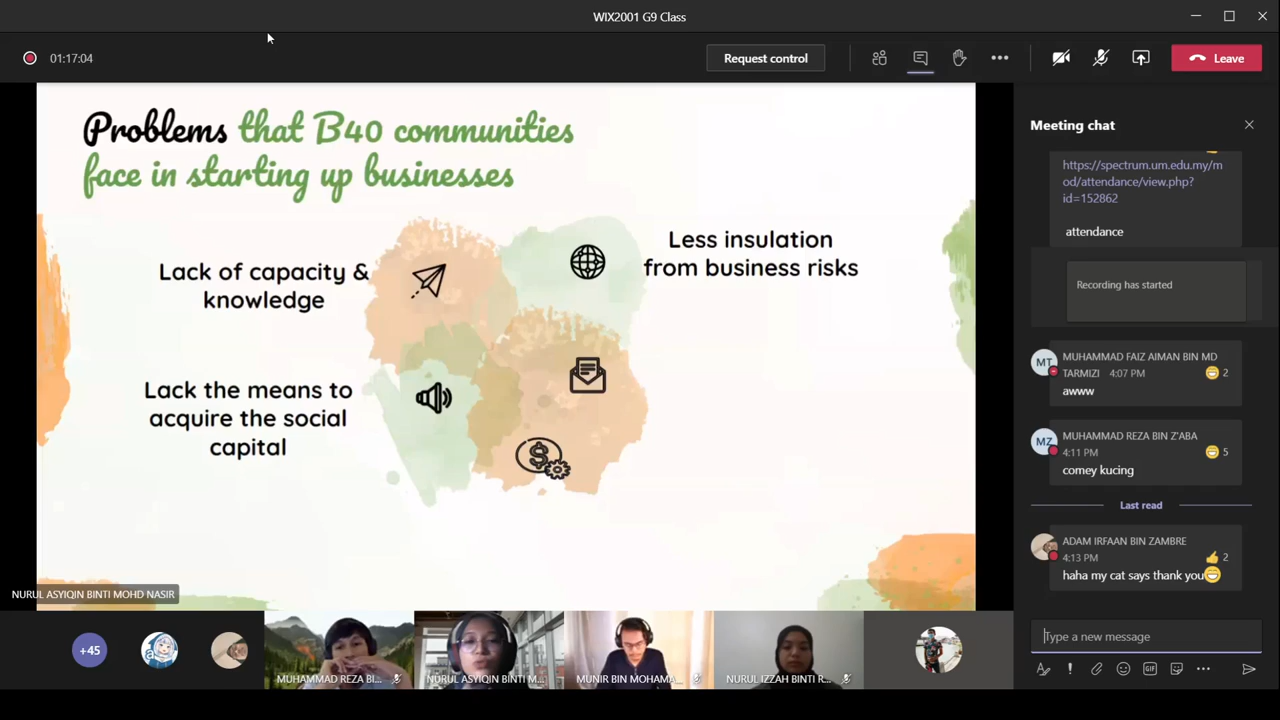 WIX2001 G9 Class
01:17:04
Request control
Leave
Problems that B40 communities
face in starting up businesses
Less insulation
from business risks
Lack of capacity &
knowledge
Lack the means to
acquire the social
capital
NURUL ASYIQIN BINTI MOHD NASIR
+45
MUHAMMAD REZA BI...
NURUL ASYIQIN BINTI M...
MUNIR BIN MOHAMA...
NURUL IZZAH BINTI R...
Meeting chat
https://spectrum.um.edu.my/m
od/attendance/view.php?
id=152862
attendance
Recording has started
MT
MUHAMMAD FAIZ AIMAN BIN MD
TARMIZI 4:07 PM
2
awww
MZ
MUHAMMAD REZA BIN Z'ABA
4:11 PM
5
comey kucing
Last read
ADAM IRFAAN BIN ZAMBRE
4:13 PM
2
haha my cat says thank you
Type a new message
GIF